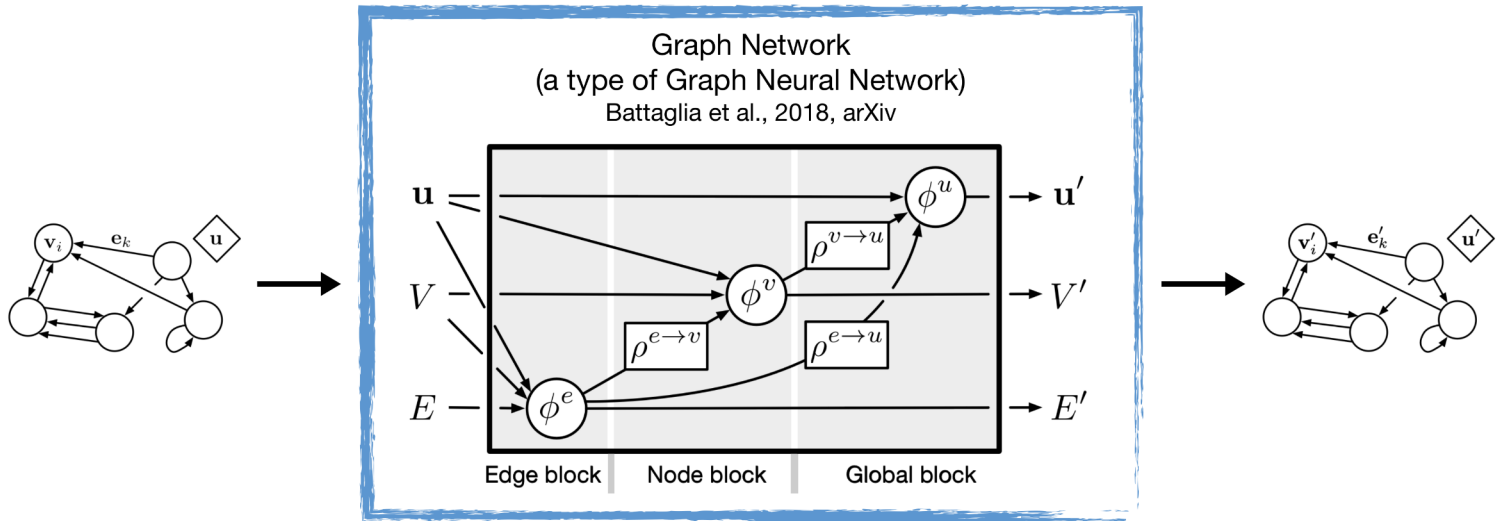 Graph Network
(a type of Graph Neural Network)
Battaglia et al., 2018, arXiv
v_i
e_k
u
u
V
E
ϕ^u
ρ^{v→u}
ϕ^v
ρ^{e→v}
ρ^{e→u}
ϕ^e
u′
V′
E′
Edge block
Node block
Global block
v′_i
e′_k
u′